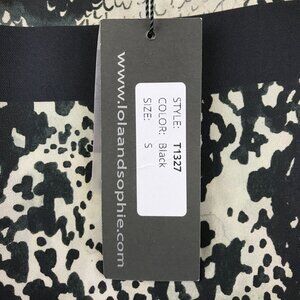 www.lolaandsophie.com
STYLE: T1327
COLOR: Black
SIZE: S